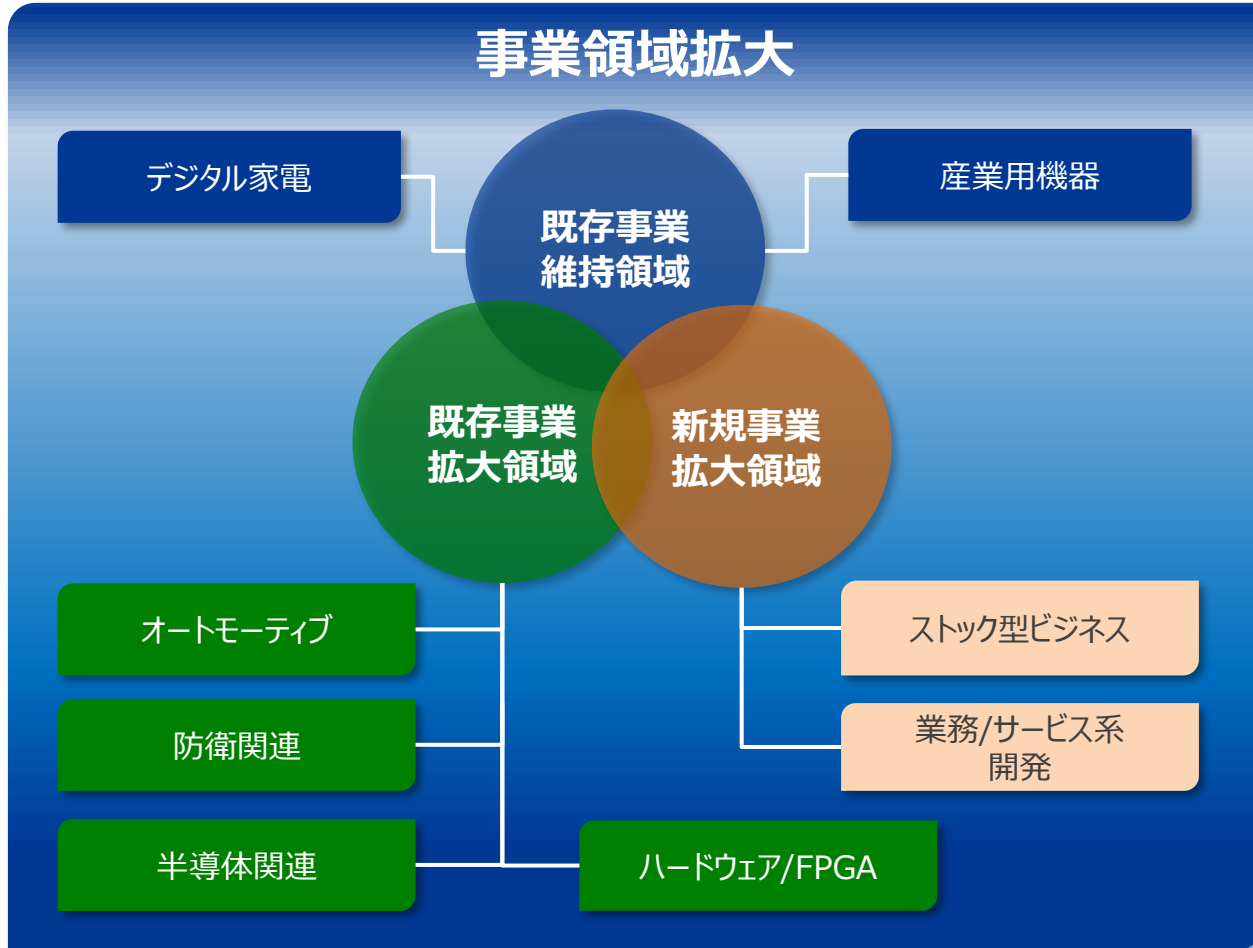 事業領域拡大
デジタル家電
産業用機器
既存事業
維持領域
既存事業
拡大領域
新規事業
拡大領域
オートモーティブ
ストック型ビジネス
防衛関連
業務/サービス系
開発
半導体関連
ハードウェア/FPGA